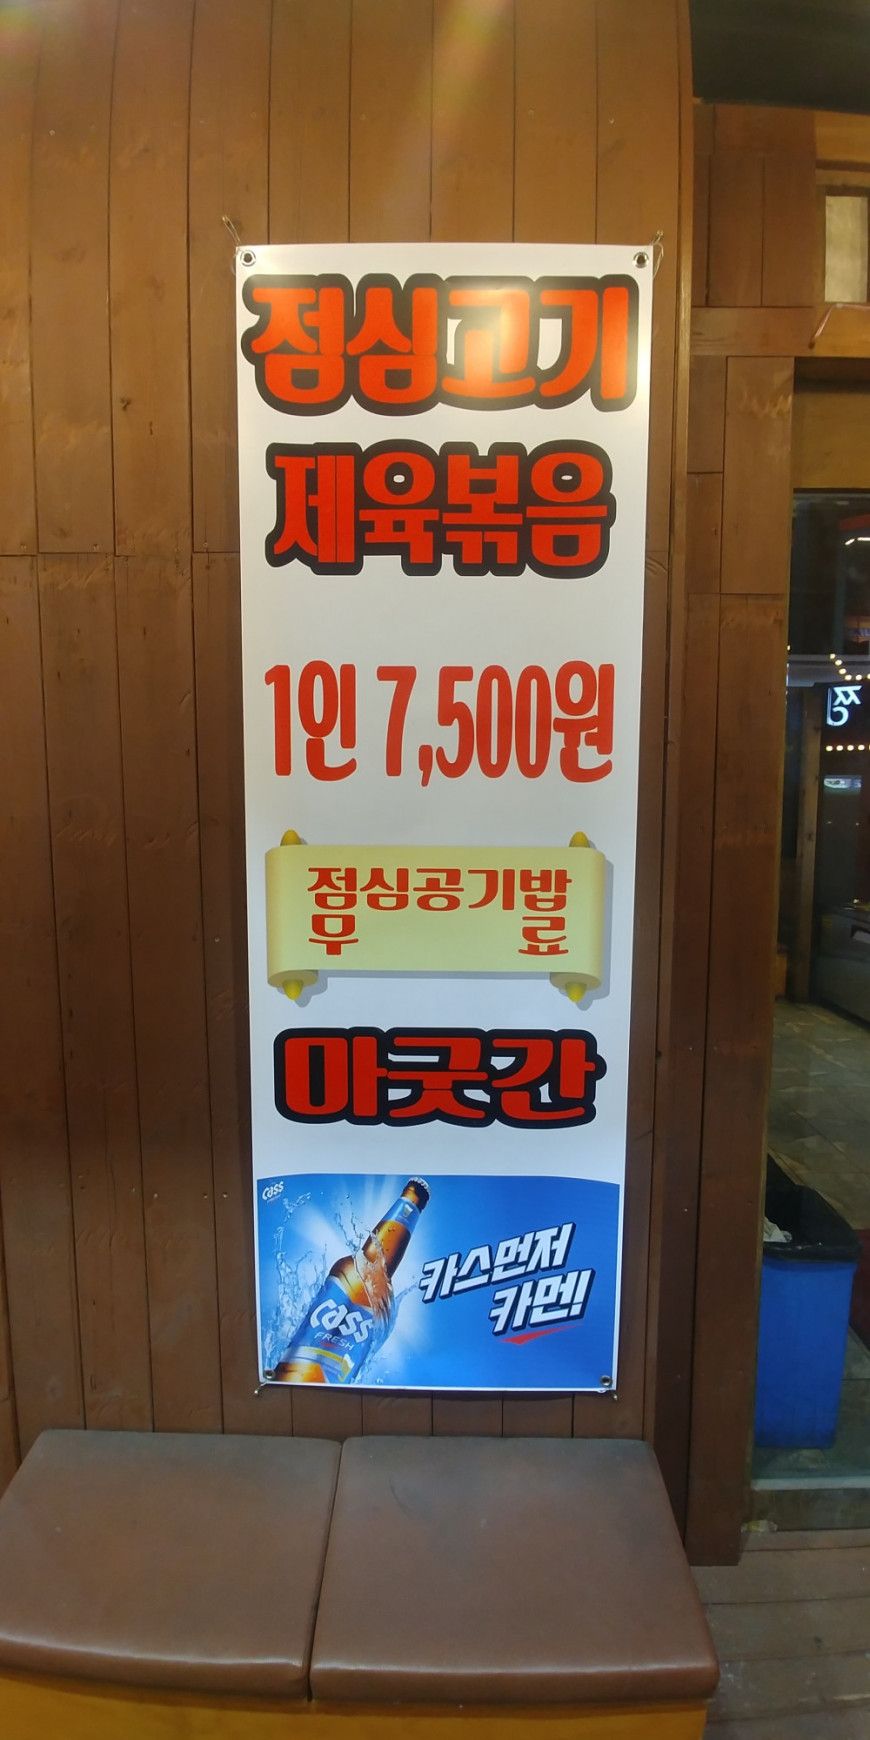 점심고기
제육볶음
1인 7,500원
점심공기밥
무 료
마굿간
Cass
FRESH
카스먼저
카멘!
Cass
FRESH